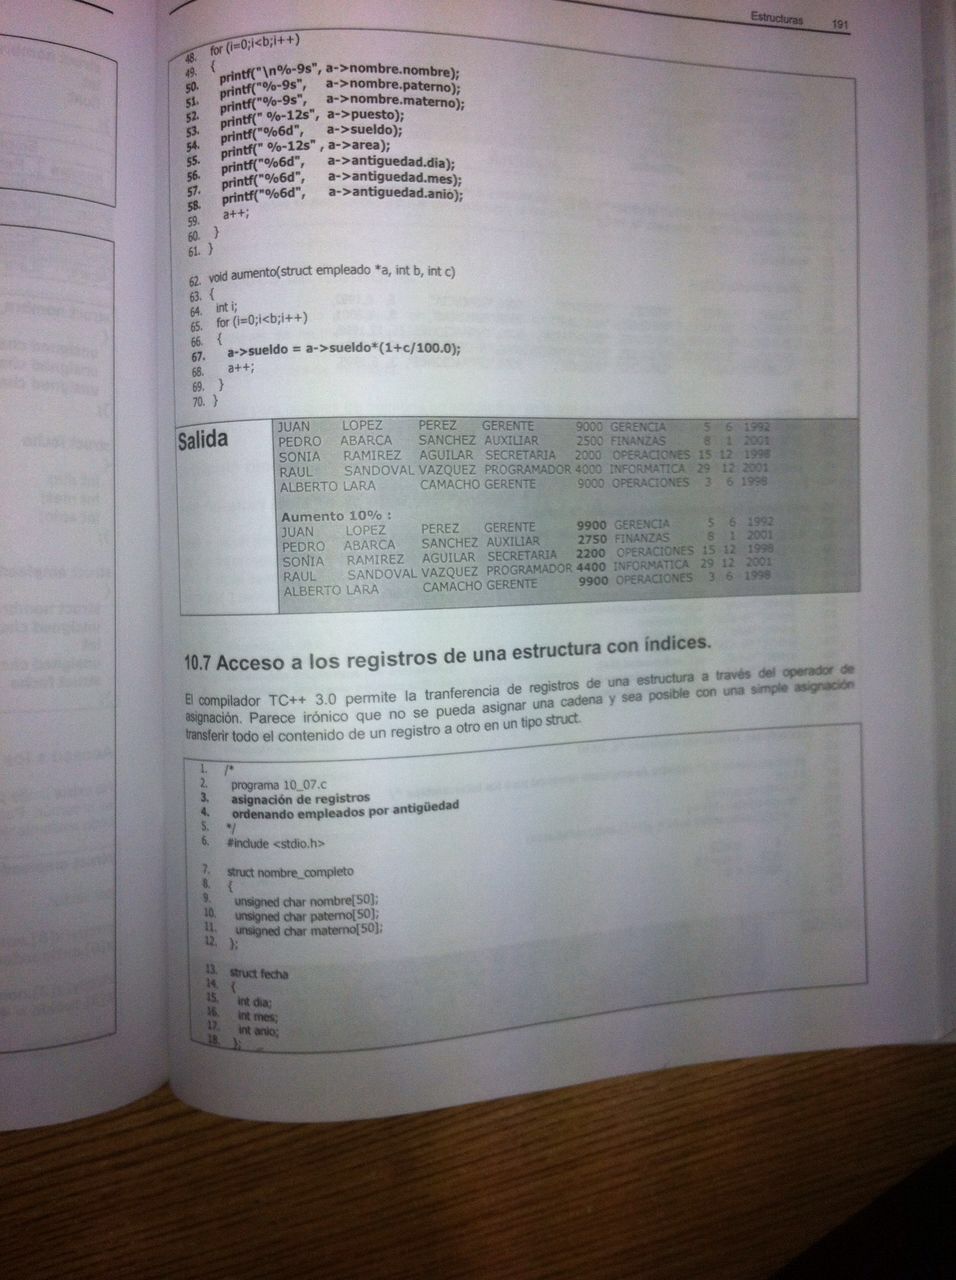 Estructuras 191
48. for (i=0;i<b;i++)
49. {
50. printf("\n%-9s", a->nombre.nombre);
51. printf("%-9s", a->nombre.paterno);
52. printf("%-9s", a->nombre.materno);
53. printf(" %-12s", a->puesto);
54. printf("%6d", a->sueldo);
55. printf(" %-12s" , a->area);
56. printf("%6d", a->antiguedad.dia);
57. printf("%6d", a->antiguedad.mes);
58. printf("%6d", a->antiguedad.anio);
59. a++;
60. }
61. }
62. void aumento(struct empleado *a, int b, int c)
63. {
64. int i;
65. for (i=0;i<b;i++)
66. {
67. a->sueldo = a->sueldo*(1+c/100.0);
68. a++;
69. }
70. }
Salida
JUAN LOPEZ PEREZ GERENTE 9000 GERENCIA 5 6 1992
PEDRO ABARCA SANCHEZ AUXILIAR 2500 FINANZAS 8 1 2001
SONIA RAMIREZ AGUILAR SECRETARIA 2000 OPERACIONES 15 12 1998
RAUL SANDOVAL VAZQUEZ PROGRAMADOR 4000 INFORMATICA 29 12 2001
ALBERTO LARA CAMACHO GERENTE 9000 OPERACIONES 3 6 1998
Aumento 10% :
JUAN LOPEZ PEREZ GERENTE 9900 GERENCIA 5 6 1992
PEDRO ABARCA SANCHEZ AUXILIAR 2750 FINANZAS 8 1 2001
SONIA RAMIREZ AGUILAR SECRETARIA 2200 OPERACIONES 15 12 1998
RAUL SANDOVAL VAZQUEZ PROGRAMADOR 4400 INFORMATICA 29 12 2001
ALBERTO LARA CAMACHO GERENTE 9900 OPERACIONES 3 6 1998
10.7 Acceso a los registros de una estructura con índices.
El compilador TC++ 3.0 permite la tranferencia de registros de una estructura a través del operador de
asignación. Parece irónico que no se pueda asignar una cadena y sea posible con una simple asignación
transferir todo el contenido de un registro a otro en un tipo struct.
1. /*
2. programa 10_07.c
3. asignación de registros
4. ordenando empleados por antigüedad
5. */
6. #include <stdio.h>
7. struct nombre_completo
8. {
9. unsigned char nombre[50];
10. unsigned char paterno[50];
11. unsigned char materno[50];
12. };
13. struct fecha
14. {
15. int dia;
16. int mes;
17. int anio;
18. };